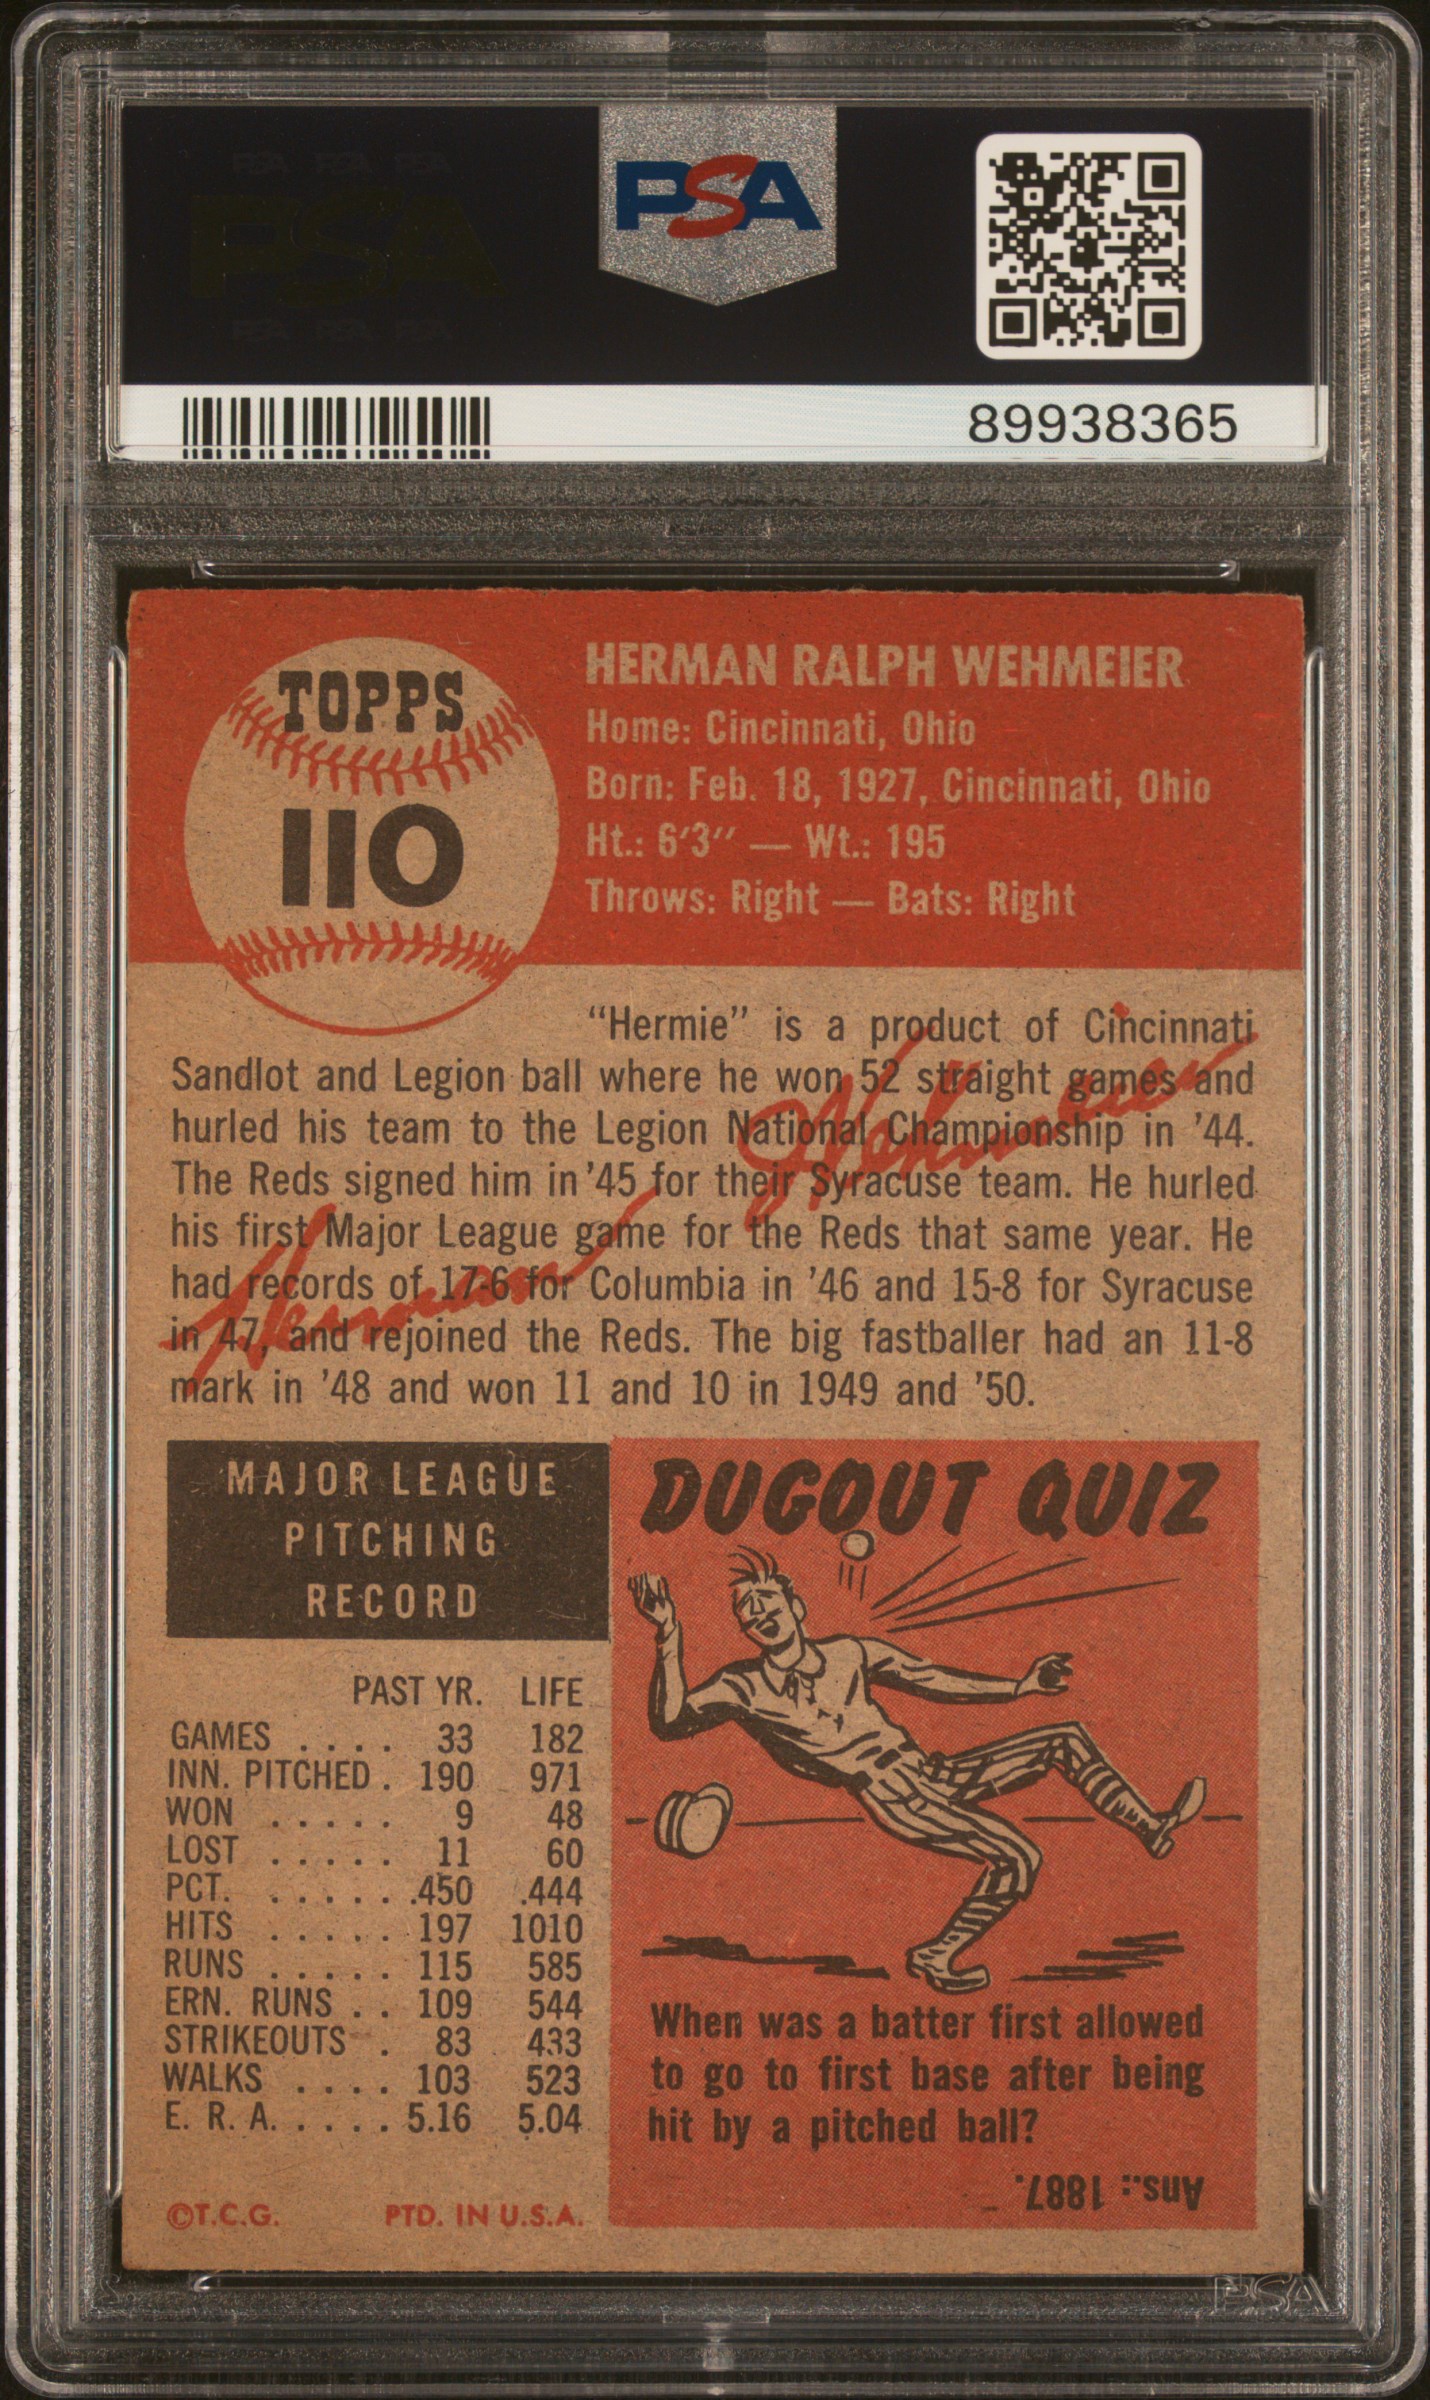 PSA
89938365
TOPPS
110
HERMAN RALPH WEHMEIER
Home: Cincinnati, Ohio
Born: Feb. 18, 1927, Cincinnati, Ohio
Ht.: 6'3" — Wt.: 195
Throws: Right — Bats: Right
"Hermie" is a product of Cincinnati
Sandlot and Legion ball where he won 52 straight games and
hurled his team to the Legion National Championship in '44.
The Reds signed him in '45 for their Syracuse team. He hurled
his first Major League game for the Reds that same year. He
had records of 17-6 for Columbia in '46 and 15-8 for Syracuse
in 47, and rejoined the Reds. The big fastballer had an 11-8
mark in '48 and won 11 and 10 in 1949 and '50.
Herman Wehmeier
MAJOR LEAGUE
PITCHING
RECORD
PAST YR. LIFE
GAMES . . . . 33 182
INN. PITCHED . 190 971
WON . . . . . 9 48
LOST . . . . . 11 60
PCT. . . . . . .450 .444
HITS . . . . . 197 1010
RUNS . . . . . 115 585
ERN. RUNS . . 109 544
STRIKEOUTS . 83 433
WALKS . . . . 103 523
E. R. A. . . . . 5.16 5.04
©T.C.G. PTD. IN U.S.A.
DUGOUT QUIZ
When was a batter first allowed
to go to first base after being
hit by a pitched ball?
Ans.: 1887.
PSA